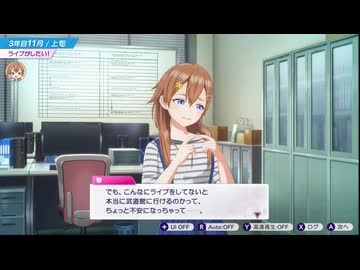 3年目11月 / 上旬
ライブがしたい!
でも、こんなにライブをしてないと
本当に武道館に行けるのかって、
ちょっと不安になっちゃって……。
+ UI OFF R Auto:OFF Y 高速再生:OFF X ログ A 次へ